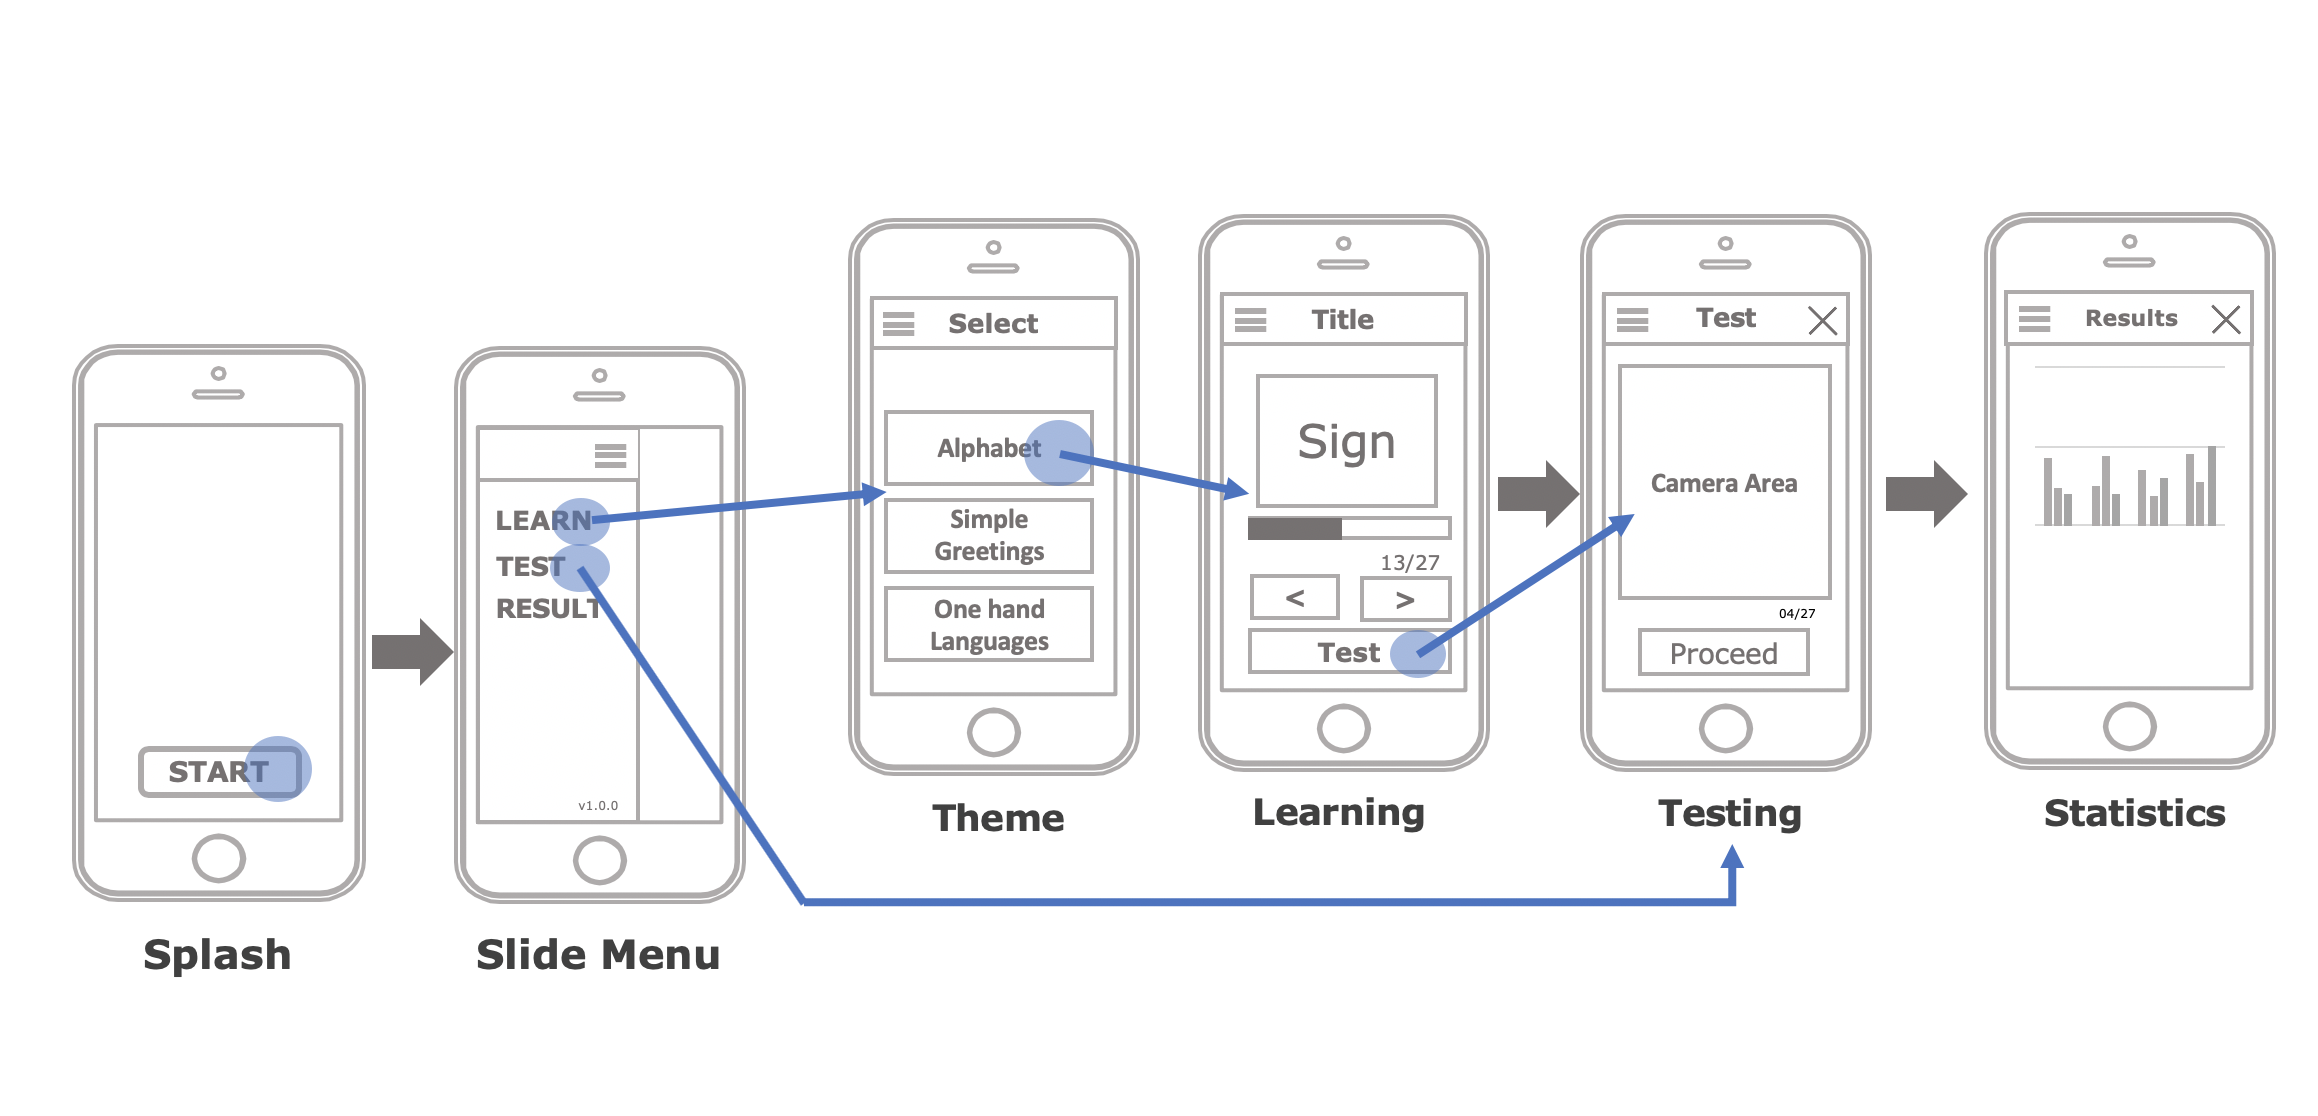 START
Splash
LEARN
TEST
RESULT
v1.0.0
Slide Menu
Select
Alphabet
Simple
Greetings
One hand
Languages
Theme
Title
Sign
13/27
<
>
Test
Learning
Test
Camera Area
04/27
Proceed
Testing
Results
Statistics